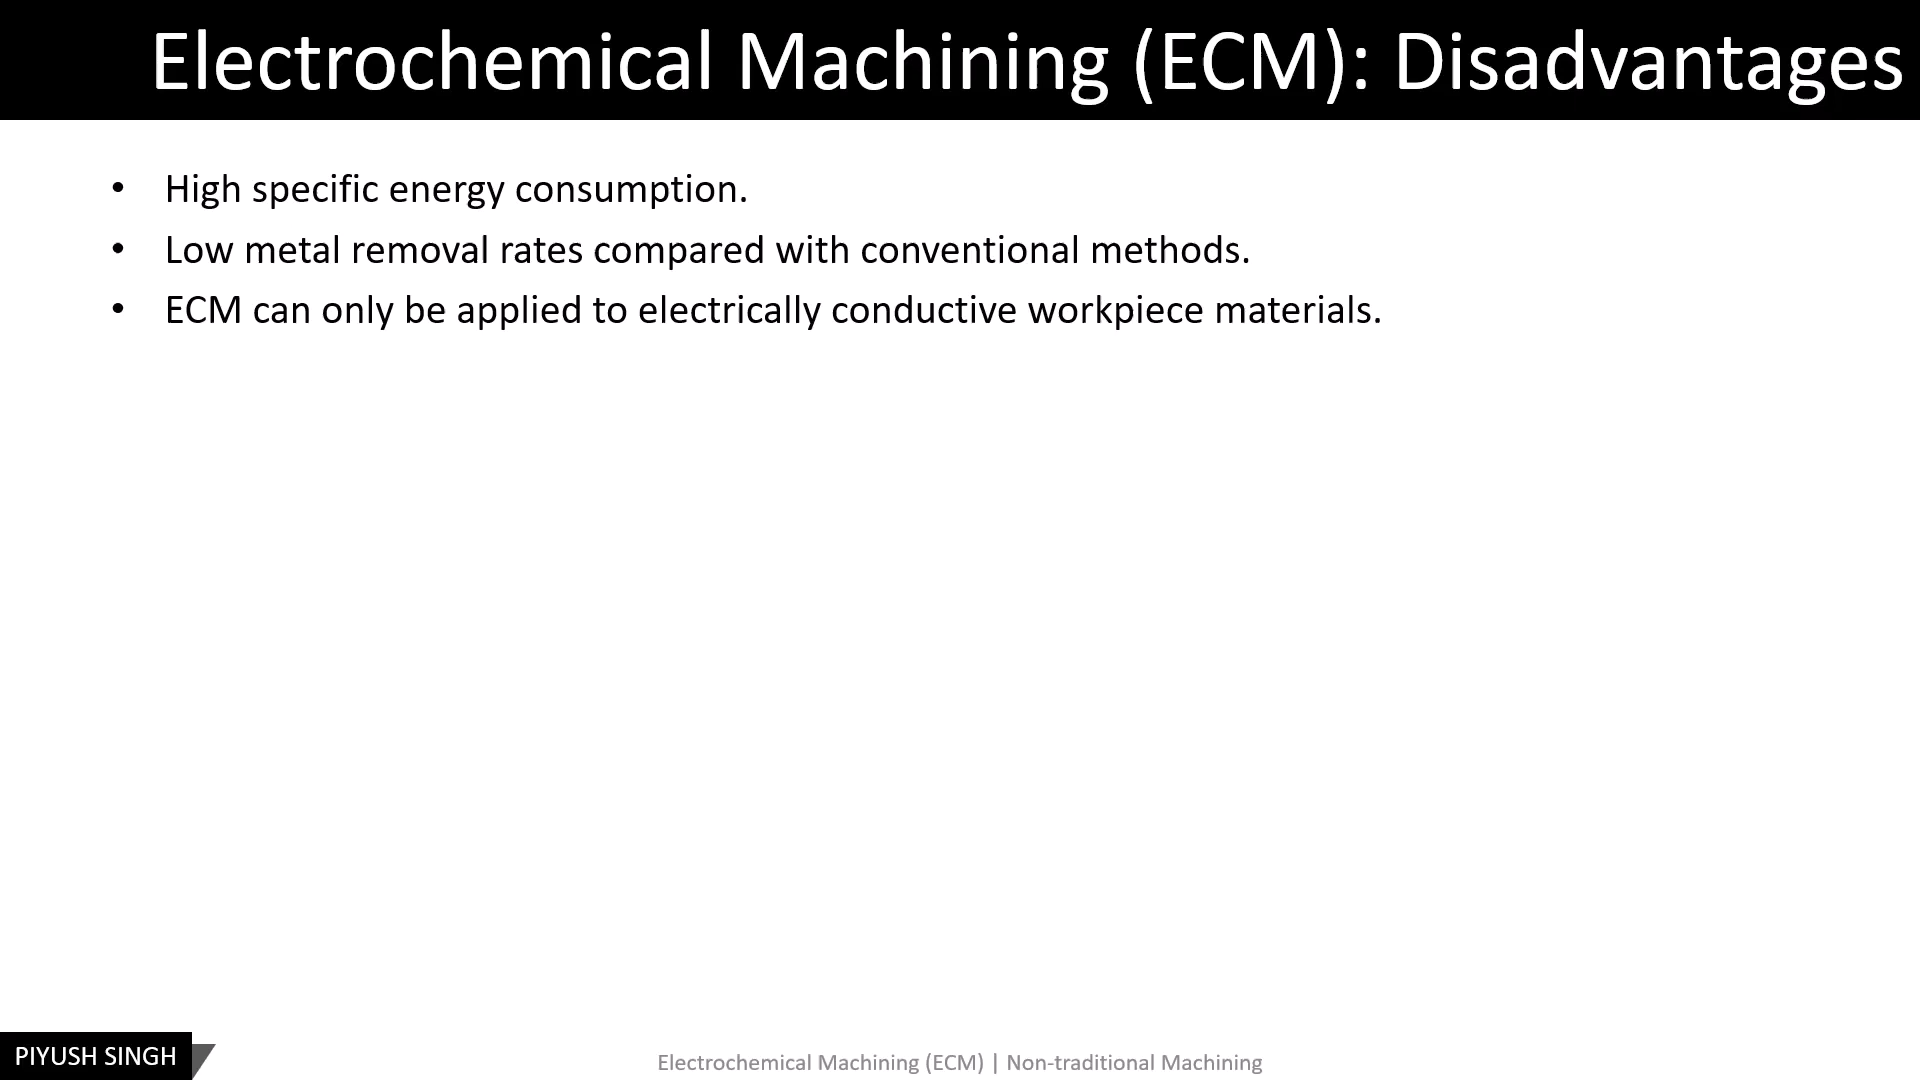 Electrochemical Machining (ECM): Disadvantages
• High specific energy consumption.
• Low metal removal rates compared with conventional methods.
• ECM can only be applied to electrically conductive workpiece materials.
PIYUSH SINGH
Electrochemical Machining (ECM) | Non-traditional Machining